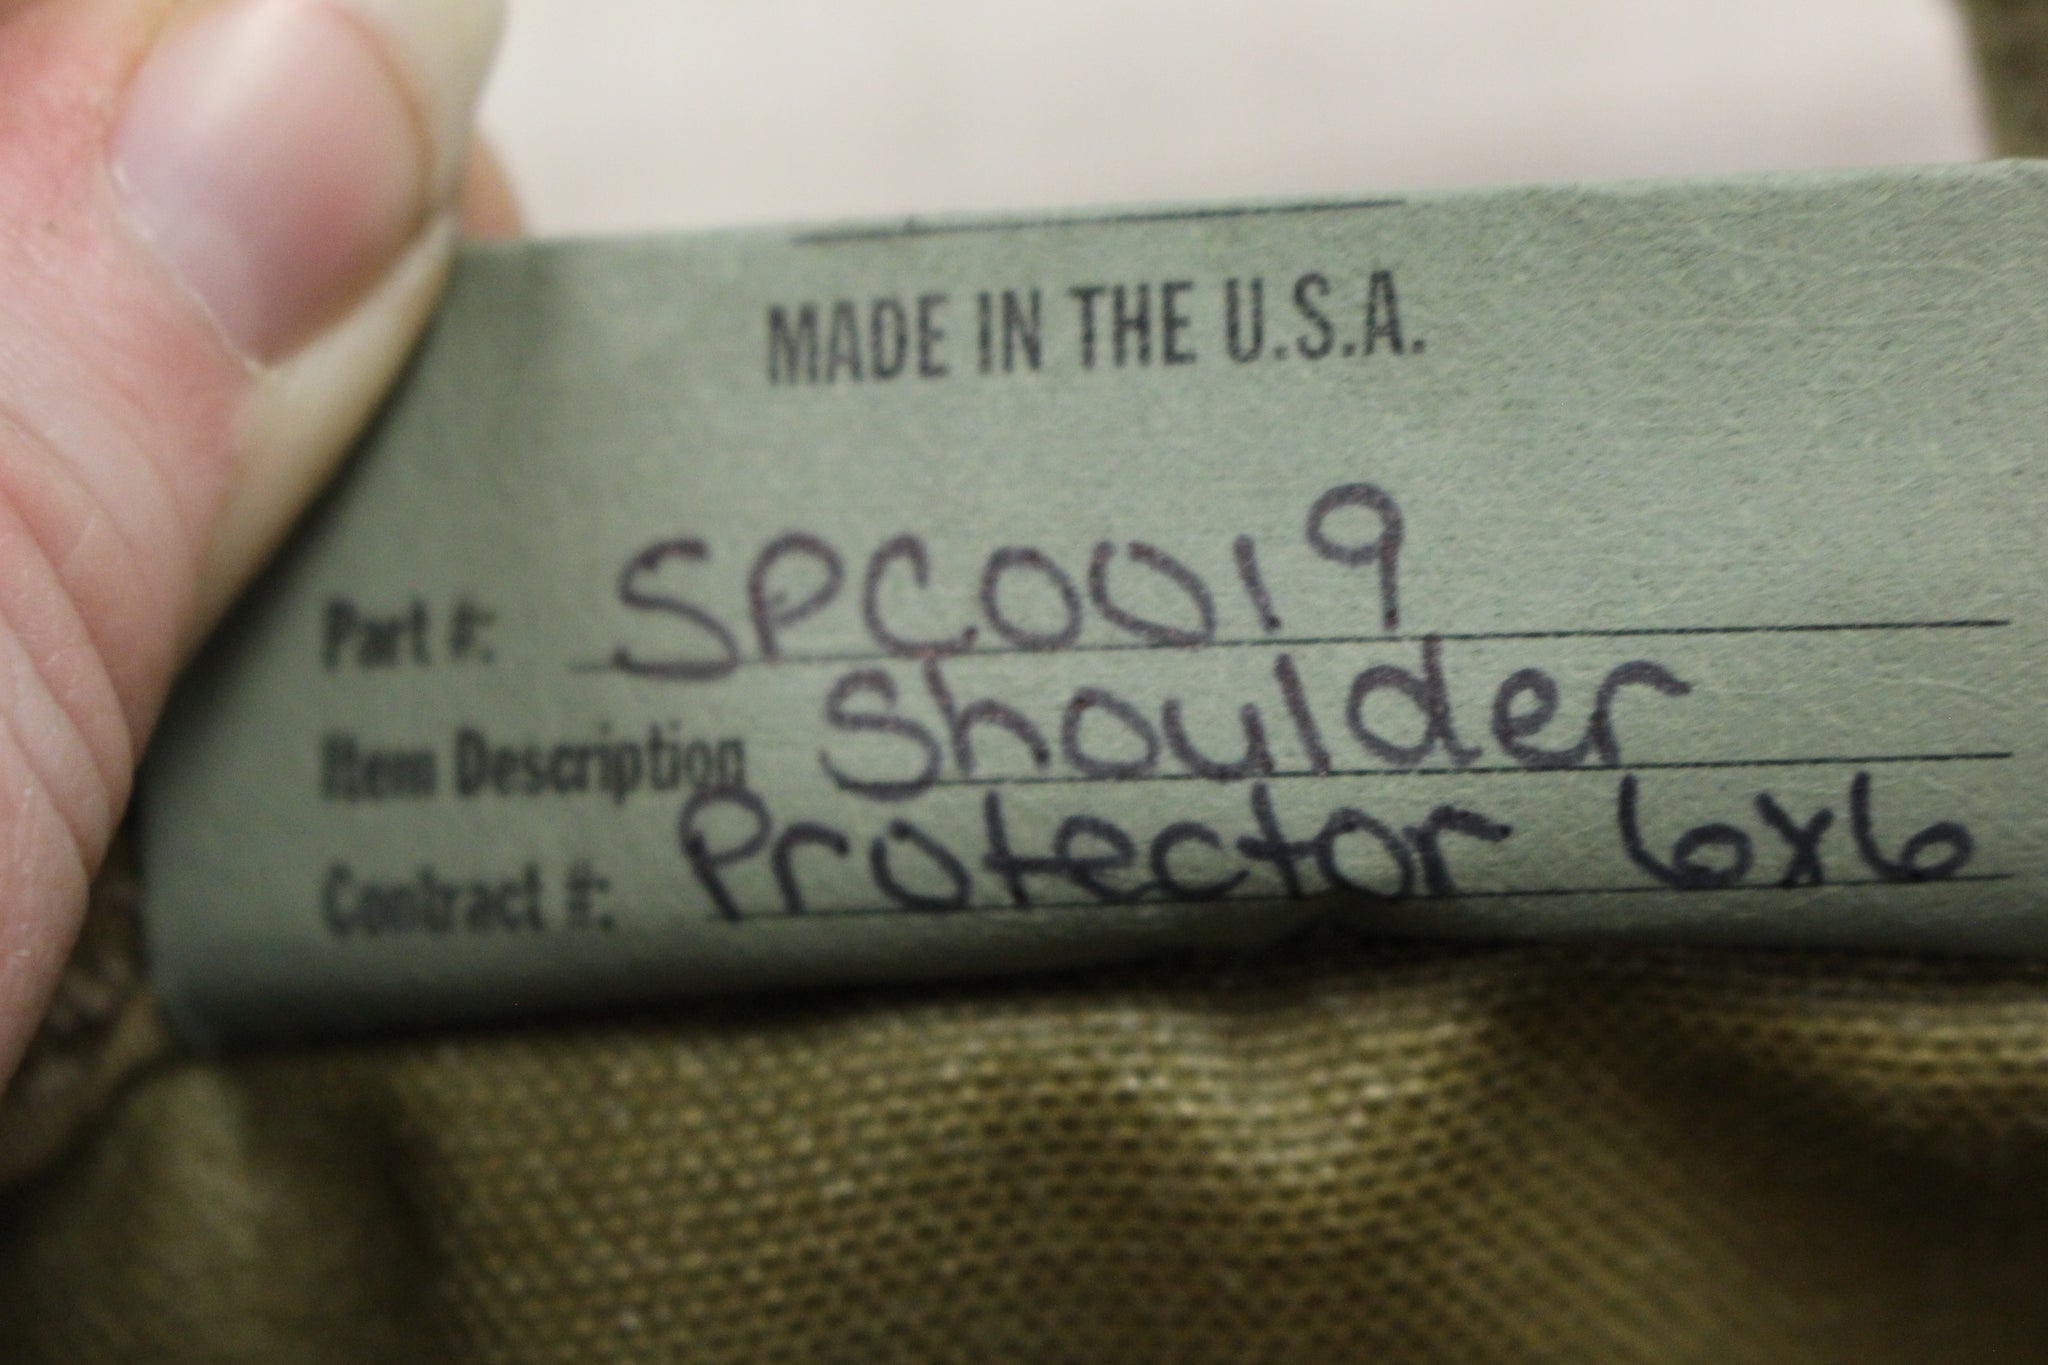 MADE IN THE U.S.A.
Part #: SPC0019
Item Description Shoulder
Contract #: Protector 6x6